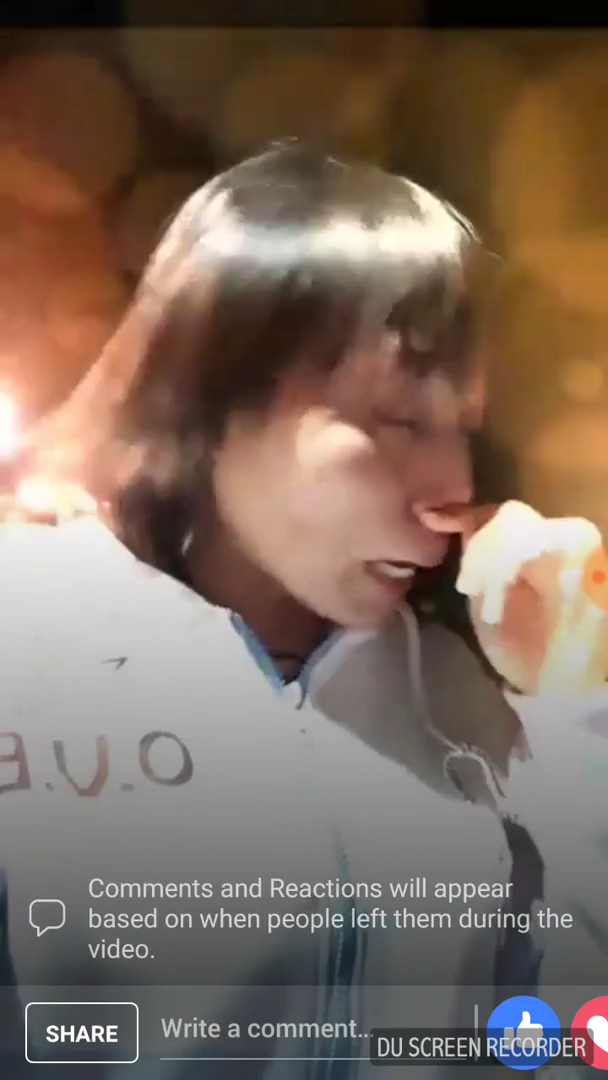 O.V.E
Comments and Reactions will appear
based on when people left them during the
video.
SHARE
Write a comment...
DU SCREEN RECORDER